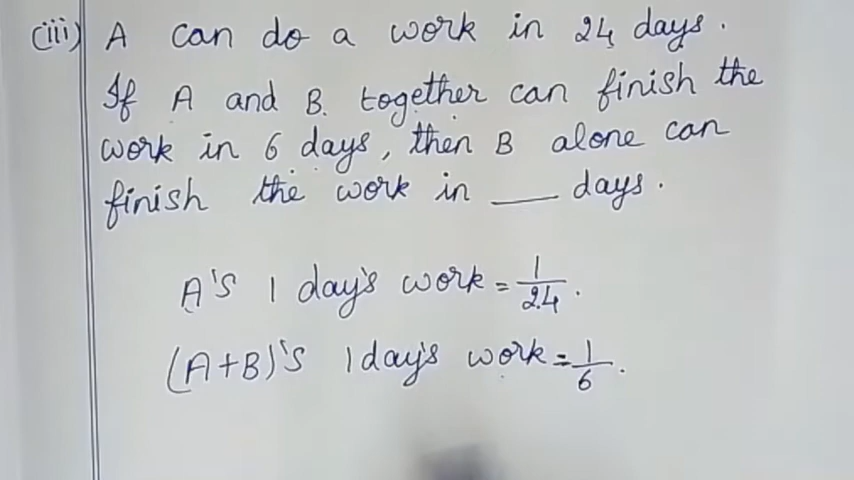 (iii) A can do a work in 24 days.
If A and B together can finish the
work in 6 days, then B alone can
finish the work in ___ days.
A's 1 day's work = 1/24.
(A+B)'s 1 day's work = 1/6.